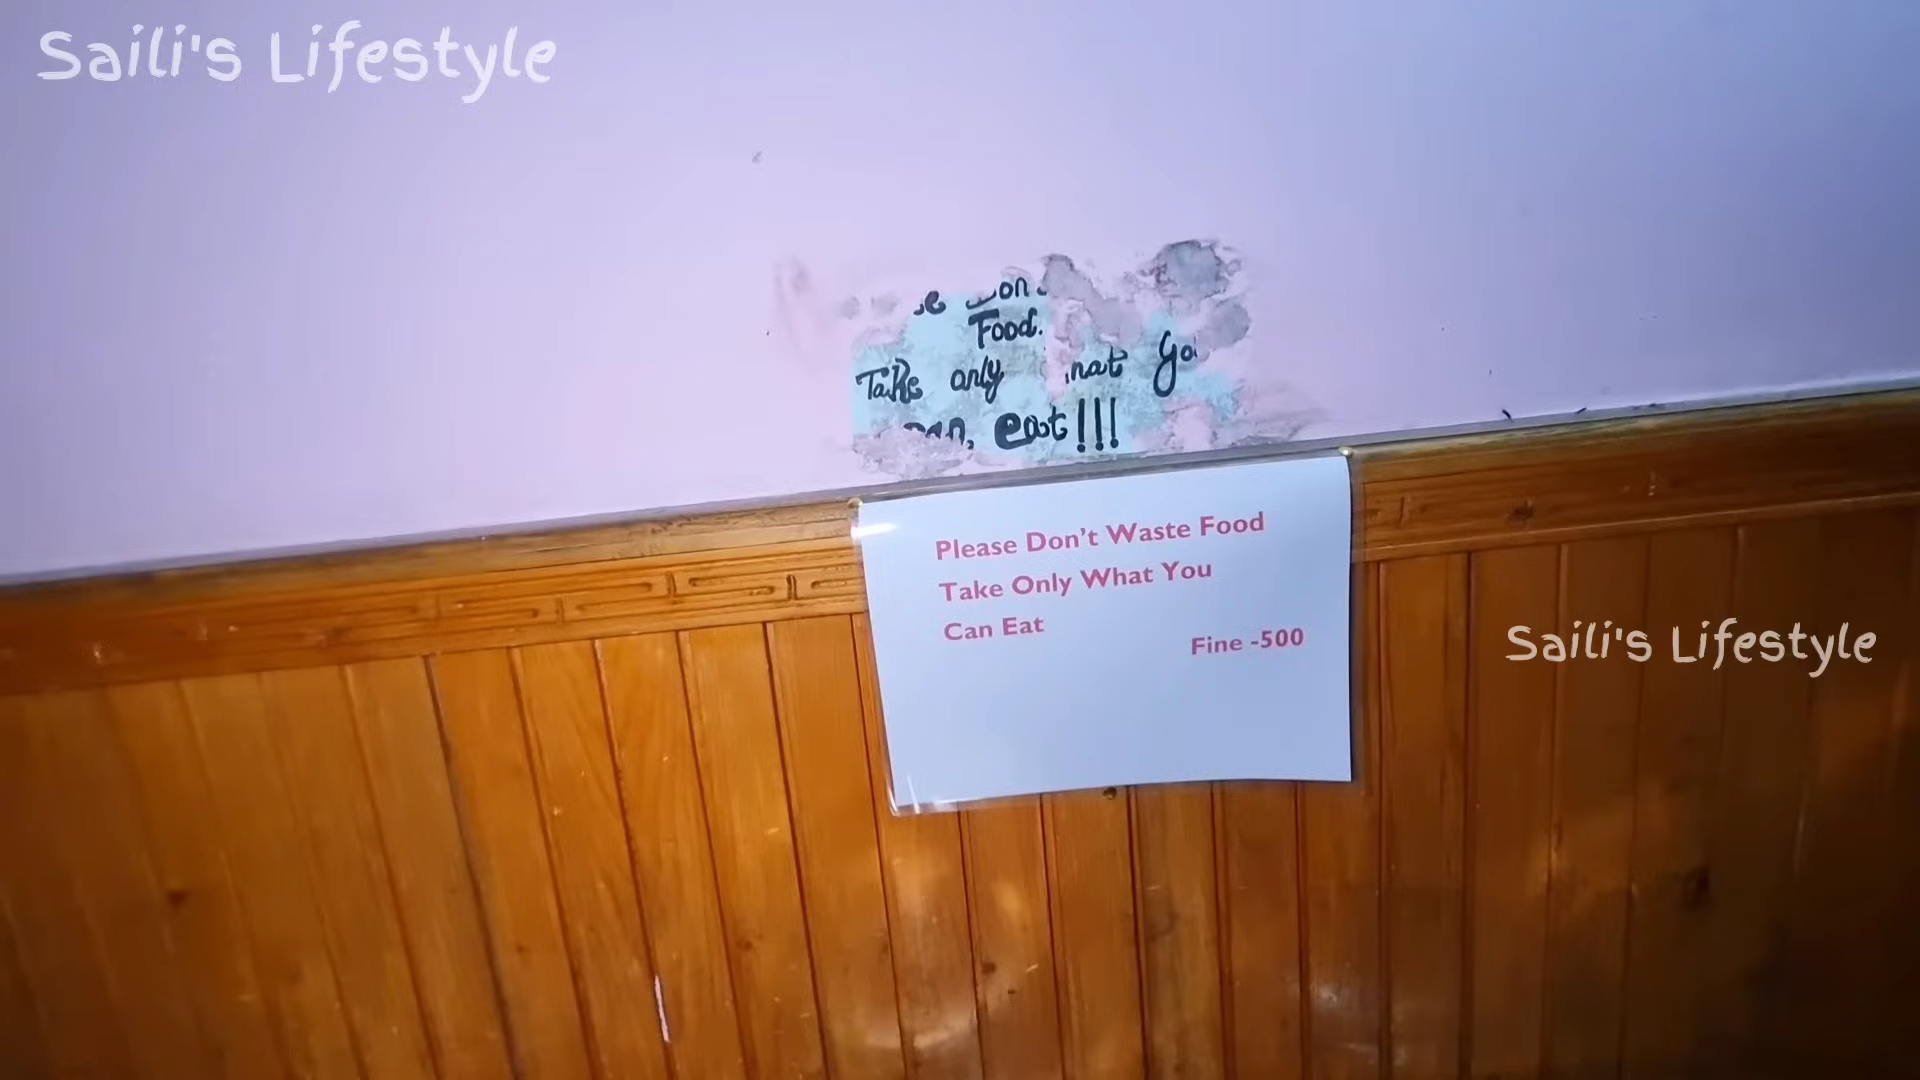 Saili's Lifestyle
Food.
Take only
eat!!!
Please Don't Waste Food
Take Only What You
Can Eat
Fine -500
Saili's Lifestyle